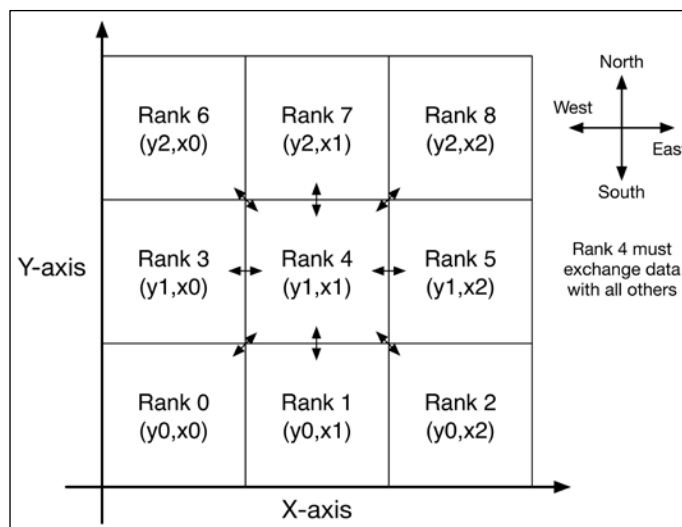 North
West
East
South
Rank 6
(y2,x0)
Rank 7
(y2,x1)
Rank 8
(y2,x2)
Y-axis
Rank 3
(y1,x0)
Rank 4
(y1,x1)
Rank 5
(y1,x2)
Rank 4 must
exchange data
with all others
Rank 0
(y0,x0)
Rank 1
(y0,x1)
Rank 2
(y0,x2)
X-axis